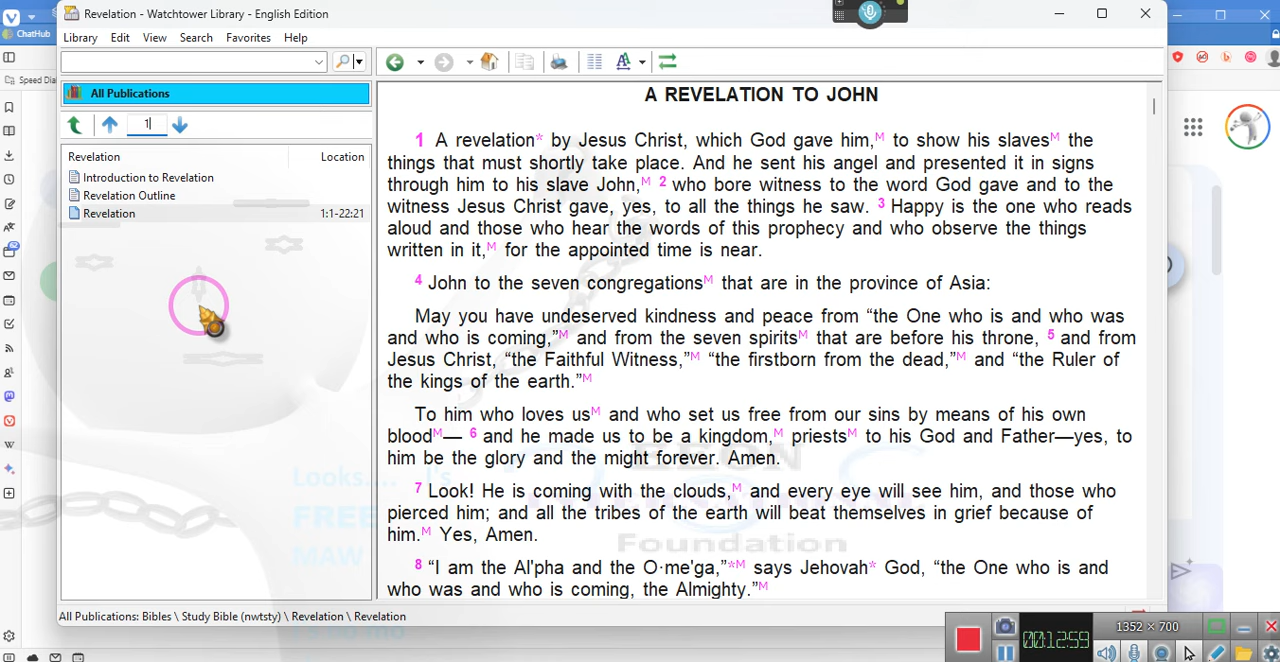 Revelation - Watchtower Library - English Edition
ChatHub
Library Edit View Search Favorites Help
Speed Dia
All Publications
1
Revelation Location
Introduction to Revelation
Revelation Outline
Revelation 1:1-22:21
A REVELATION TO JOHN
1 A revelation* by Jesus Christ, which God gave him,M to show his slavesM the
things that must shortly take place. And he sent his angel and presented it in signs
through him to his slave John,M 2 who bore witness to the word God gave and to the
witness Jesus Christ gave, yes, to all the things he saw. 3 Happy is the one who reads
aloud and those who hear the words of this prophecy and who observe the things
written in it,M for the appointed time is near.
4 John to the seven congregationsM that are in the province of Asia:
May you have undeserved kindness and peace from “the One who is and who was
and who is coming,”M and from the seven spiritsM that are before his throne, 5 and from
Jesus Christ, “the Faithful Witness,”M “the firstborn from the dead,”M and “the Ruler of
the kings of the earth.”M
To him who loves usM and who set us free from our sins by means of his own
bloodM— 6 and he made us to be a kingdom,M priestsM to his God and Father—yes, to
him be the glory and the might forever. Amen.
7 Look! He is coming with the clouds,M and every eye will see him, and those who
pierced him; and all the tribes of the earth will beat themselves in grief because of
him.M Yes, Amen.
8 “I am the Al′pha and the O·me′ga,”*M says Jehovah* God, “the One who is and
who was and who is coming, the Almighty.”M
Looks....
FREE
MAW
Foundation
All Publications: Bibles \ Study Bible (nwtsty) \ Revelation \ Revelation
00:12:59
1352 × 700